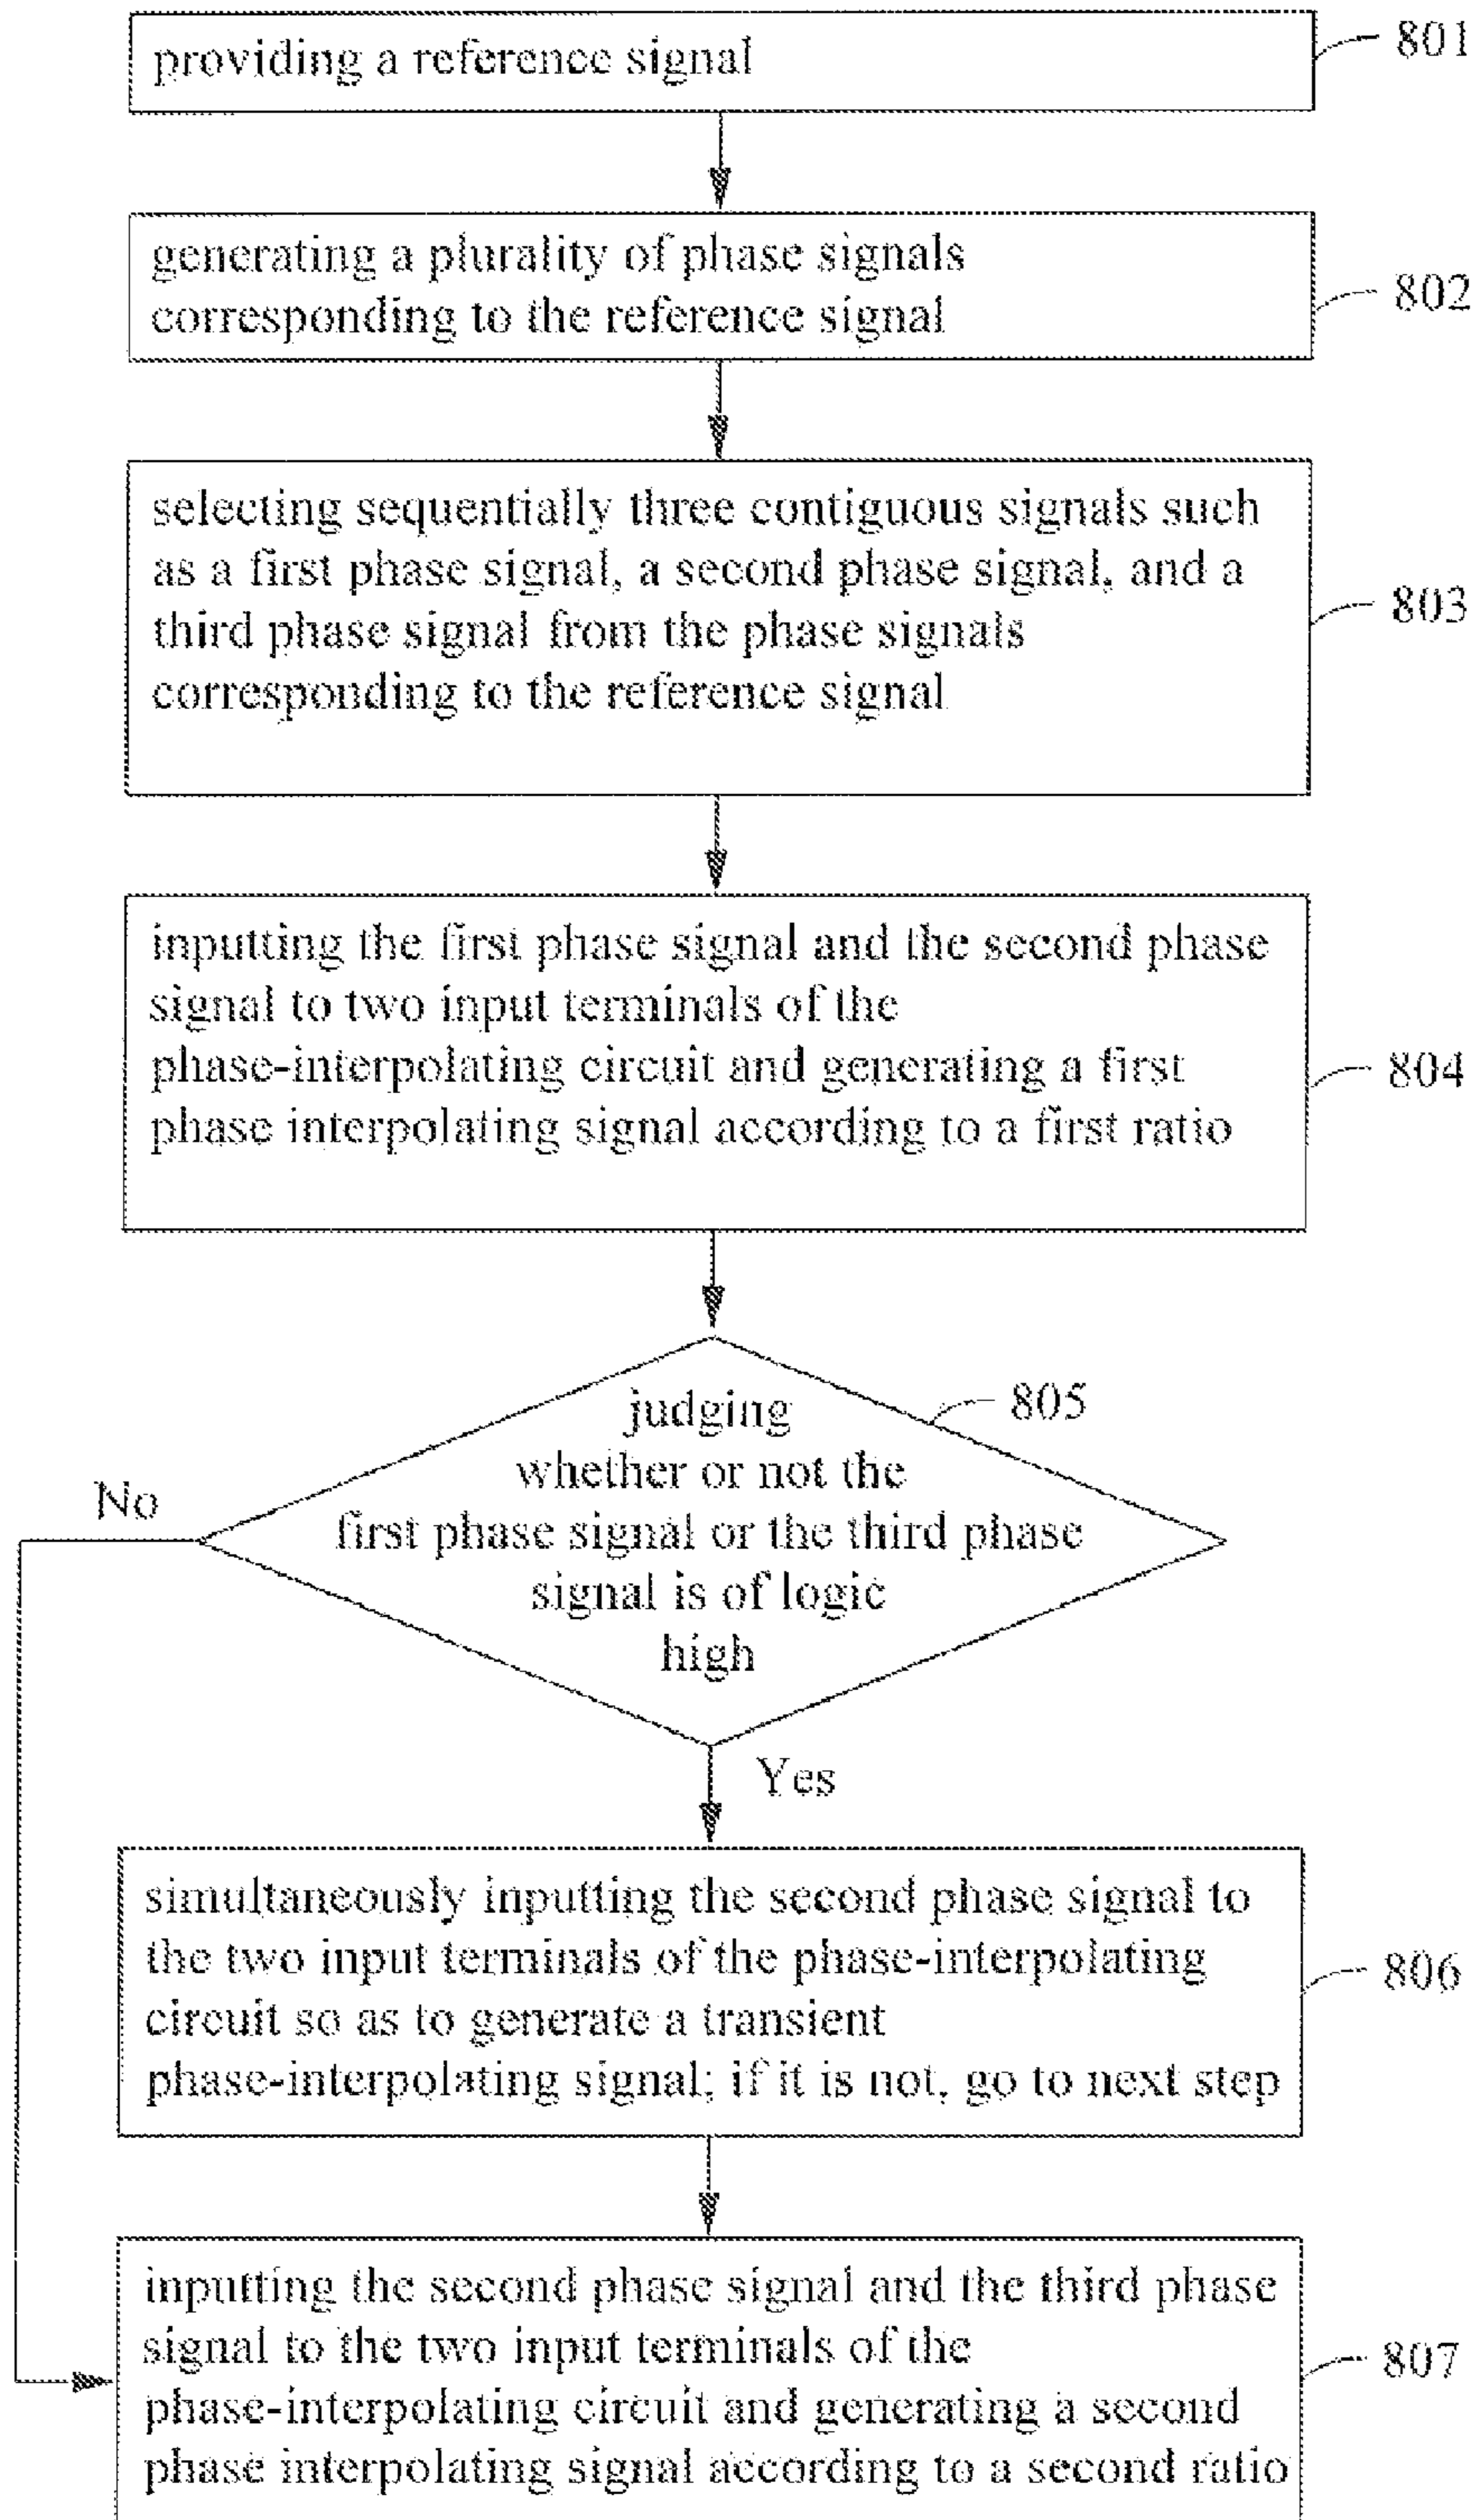 providing a reference signal
801
generating a plurality of phase signals
corresponding to the reference signal
802
selecting sequentially three contiguous signals such
as a first phase signal, a second phase signal, and a
third phase signal from the phase signals
corresponding to the reference signal
803
inputting the first phase signal and the second phase
signal to two input terminals of the
phase-interpolating circuit and generating a first
phase interpolating signal according to a first ratio
804
judging
whether or not the
first phase signal or the third phase
signal is of logic
high
805
No
Yes
simultaneously inputting the second phase signal to
the two input terminals of the phase-interpolating
circuit so as to generate a transient
phase-interpolating signal; if it is not, go to next step
806
inputting the second phase signal and the third phase
signal to the two input terminals of the
phase-interpolating circuit and generating a second
phase interpolating signal according to a second ratio
807